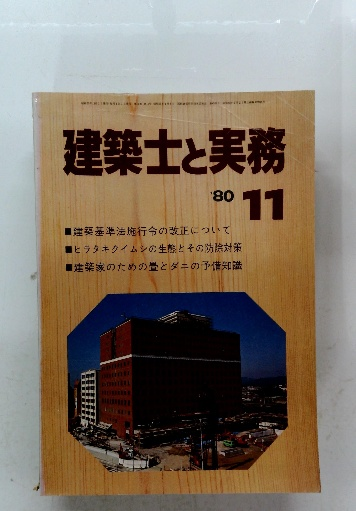 建築士と実務
'80 11
■建築基準法施行令の改正について
■ヒラタキクイムシの生態とその防除対策
■建築家のための畳とダニの予備知識